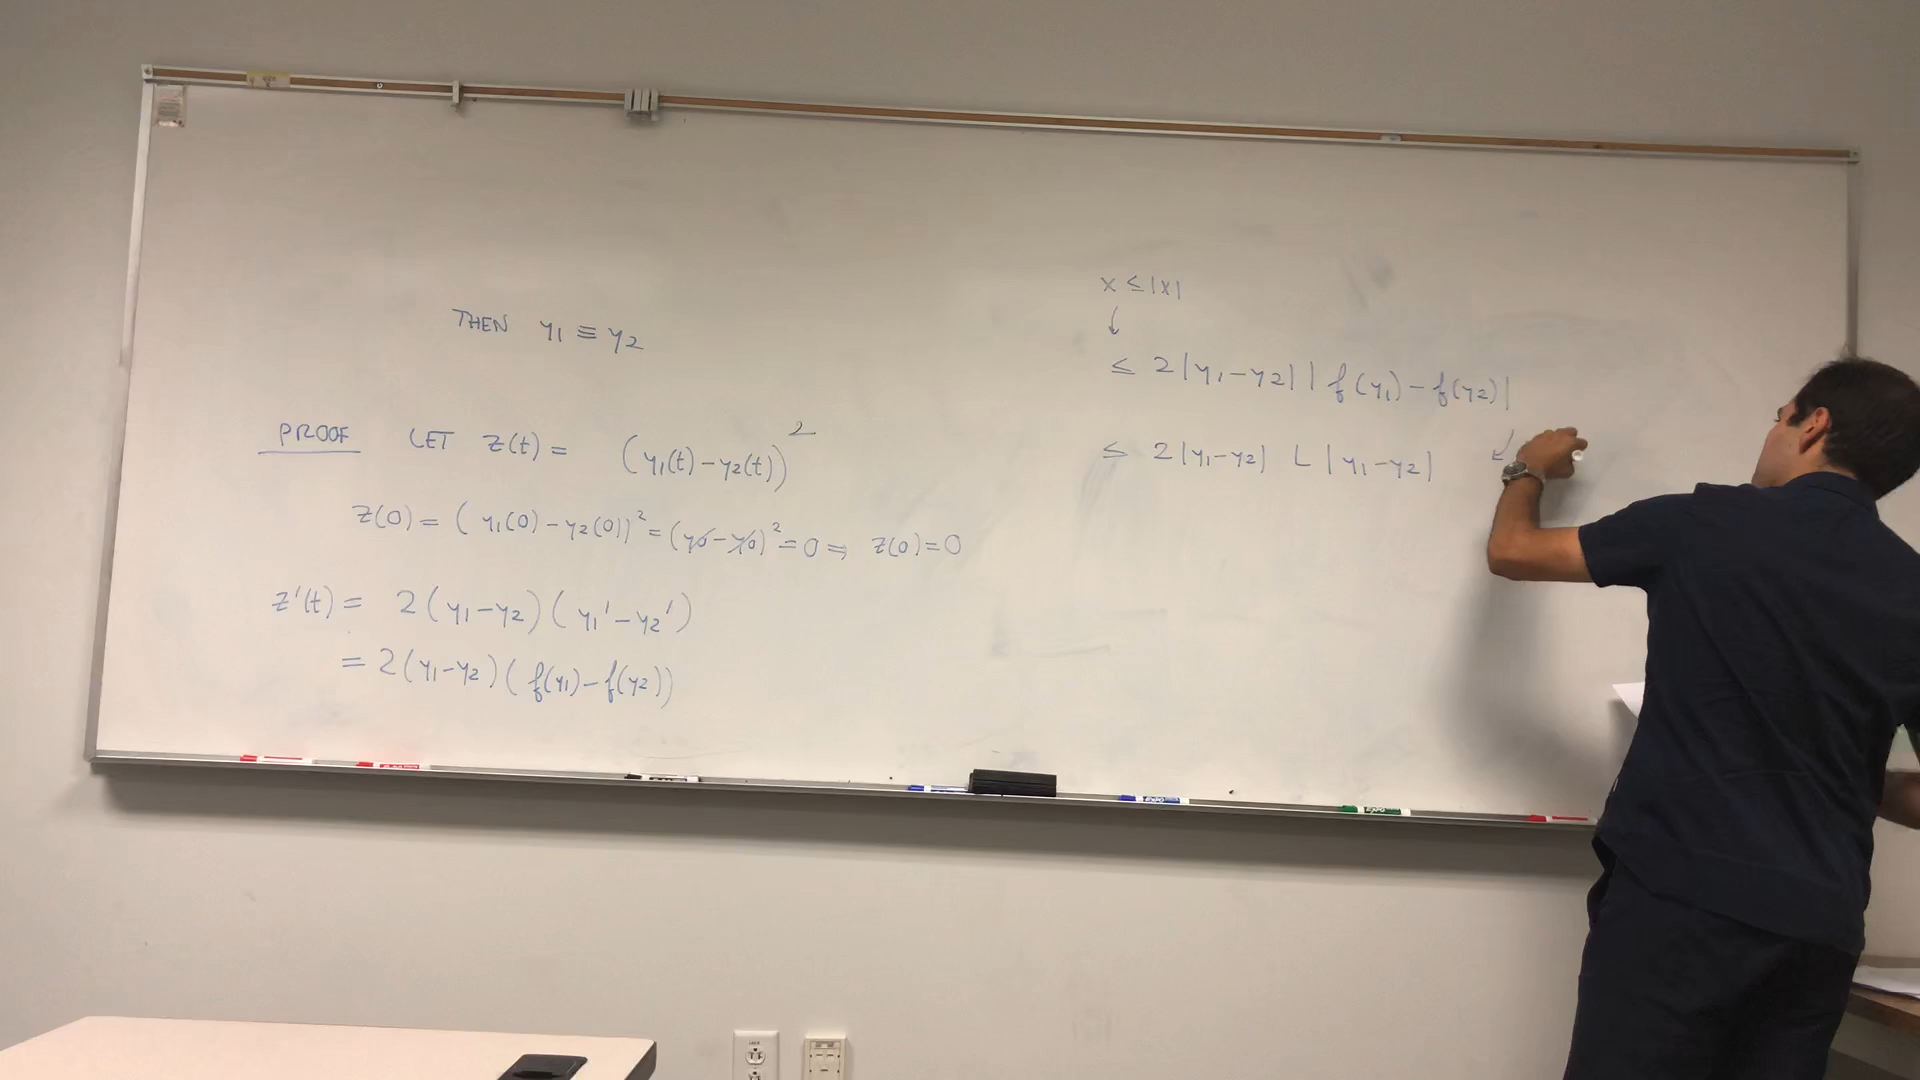 THEN y1 ≡ y2
PROOF LET z(t) = (y1(t) - y2(t))²
z(0) = (y1(0) - y2(0))² = (y0 - y0)² = 0 ⇒ z(0) = 0
z'(t) = 2(y1 - y2)(y1' - y2')
= 2(y1 - y2)(f(y1) - f(y2))
x ≤ |x|
↓
≤ 2|y1 - y2| |f(y1) - f(y2)|
≤ 2|y1 - y2| L |y1 - y2| ↙